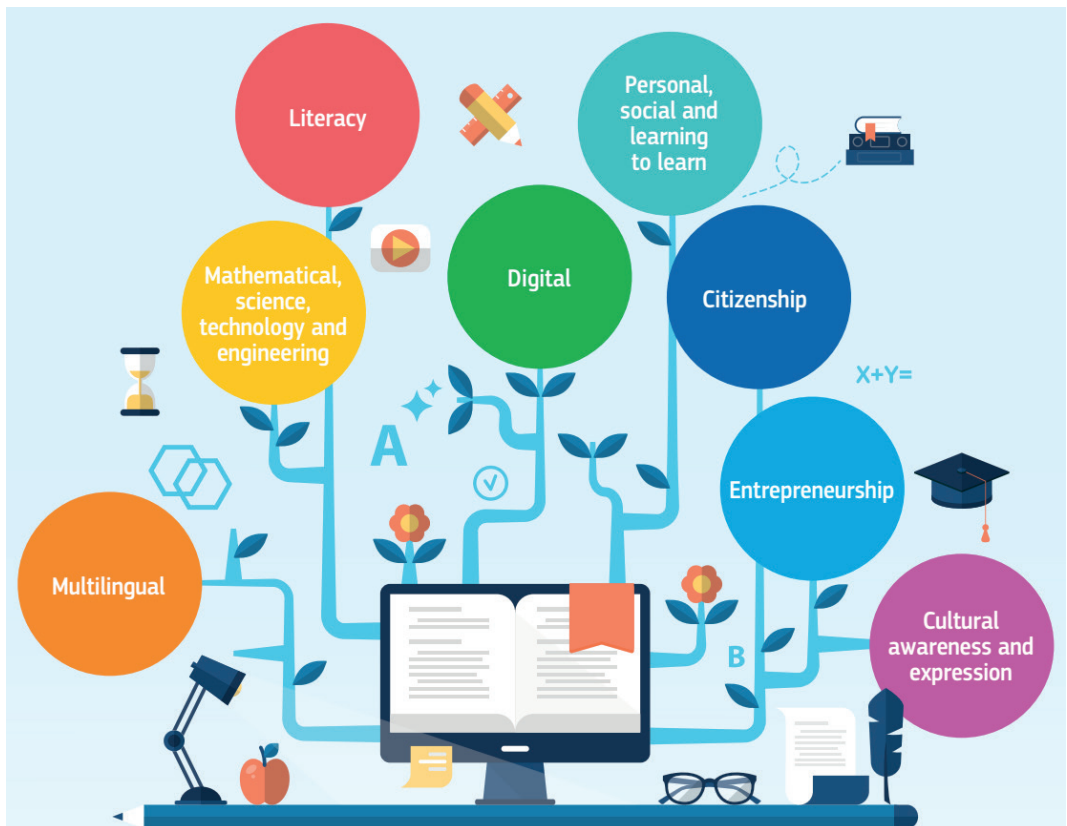 Literacy
Personal,
social and
learning
to learn
Mathematical,
science,
technology and
engineering
Digital
Citizenship
X+Y=
A
Entrepreneurship
Multilingual
Cultural
awareness and
expression
B